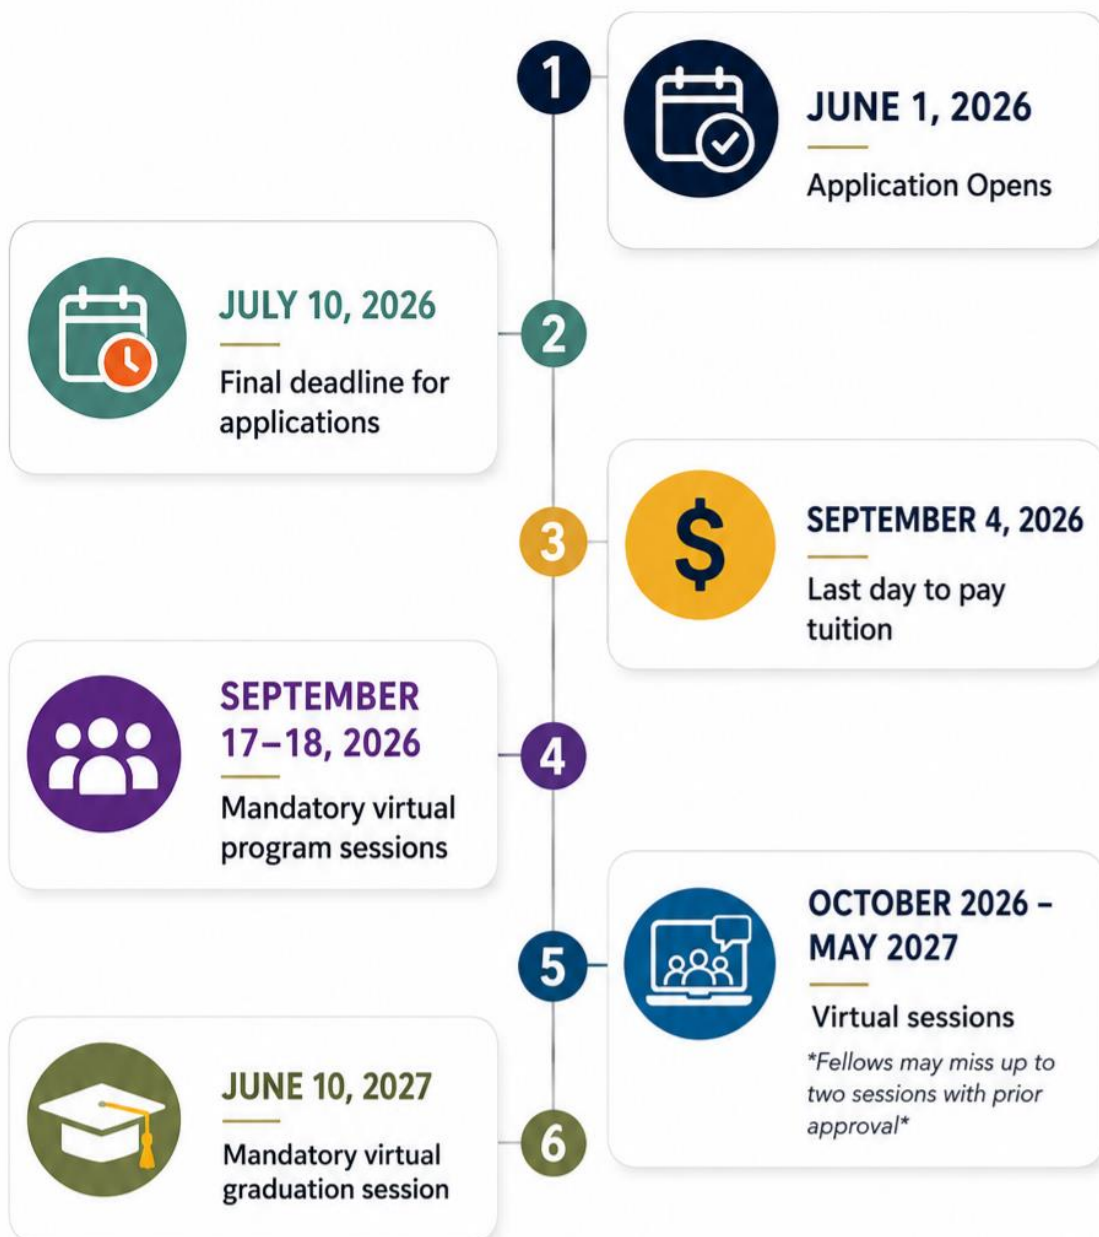 1
JUNE 1, 2026
Application Opens
2
JULY 10, 2026
Final deadline for
applications
3
$
SEPTEMBER 4, 2026
Last day to pay
tuition
4
SEPTEMBER
17–18, 2026
Mandatory virtual
program sessions
5
OCTOBER 2026 –
MAY 2027
Virtual sessions
*Fellows may miss up to
two sessions with prior
approval*
6
JUNE 10, 2027
Mandatory virtual
graduation session